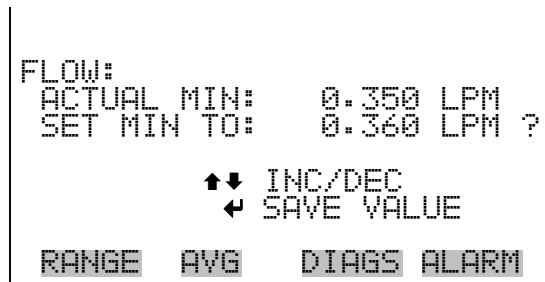 FLOW:
ACTUAL MIN: 0.350 LPM
SET MIN TO: 0.360 LPM ?
⬆⬇ INC/DEC
↵ SAVE VALUE
RANGE AVG DIAGS ALARM